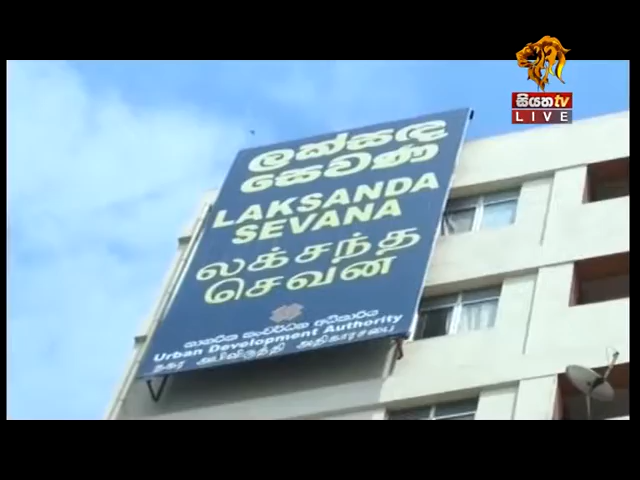 සියත tv
LIVE
ලක්සඳ
සෙවණ
LAKSANDA
SEVANA
லக்சந்த
செவன
නාගරික සංවර්ධන අධිකාරිය
Urban Development Authority
நகர அபிவிருத்தி அதிகாரசபை